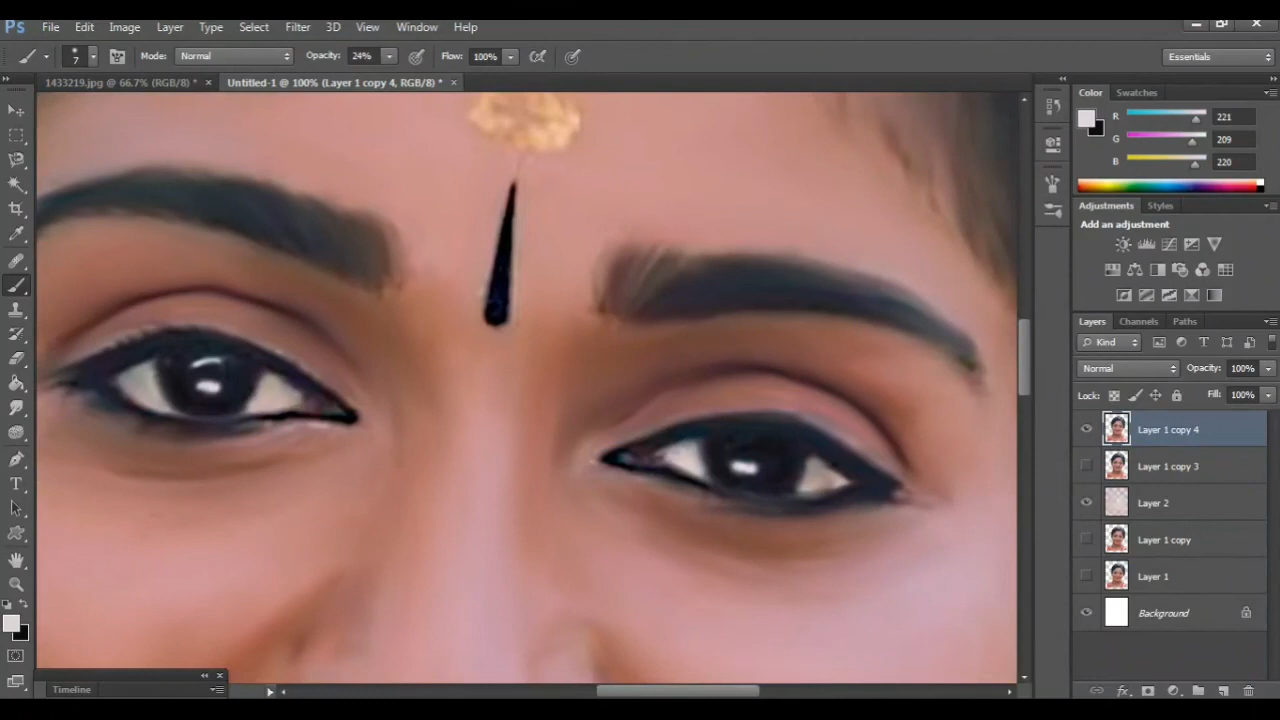 Ps File Edit Image Layer Type Select Filter 3D View Window Help
7 Mode: Normal Opacity: 24% Flow: 100% Essentials
1433219.jpg @ 66.7% (RGB/8) * × Untitled-1 @ 100% (Layer 1 copy 4, RGB/8) * ×
Color Swatches
R 221
G 209
B 220
Adjustments Styles
Add an adjustment
Layers Channels Paths
Kind
Normal Opacity: 100%
Lock: Fill: 100%
Layer 1 copy 4
Layer 1 copy 3
Layer 2
Layer 1 copy
Layer 1
Background
Timeline